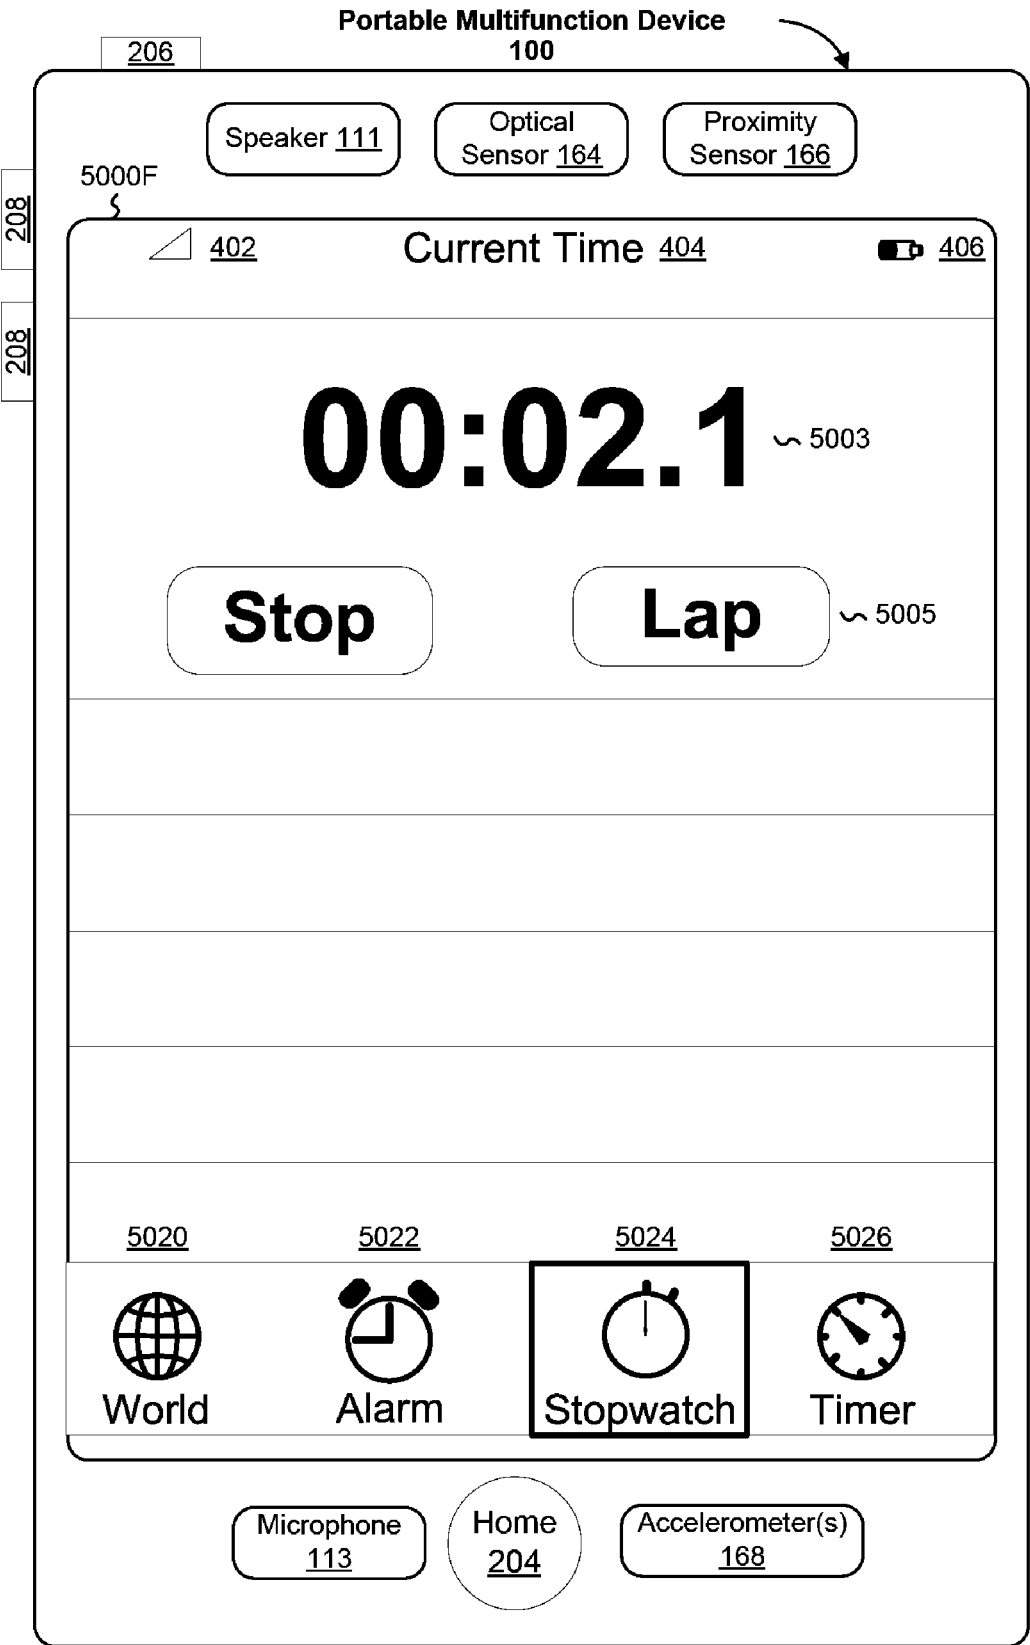 Portable Multifunction Device
100
206
Speaker 111
Optical
Sensor 164
Proximity
Sensor 166
5000F
208
208
402
Current Time 404
406
00:02.1
5003
Stop
Lap
5005
5020
5022
5024
5026
World
Alarm
Stopwatch
Timer
Microphone
113
Home
204
Accelerometer(s)
168